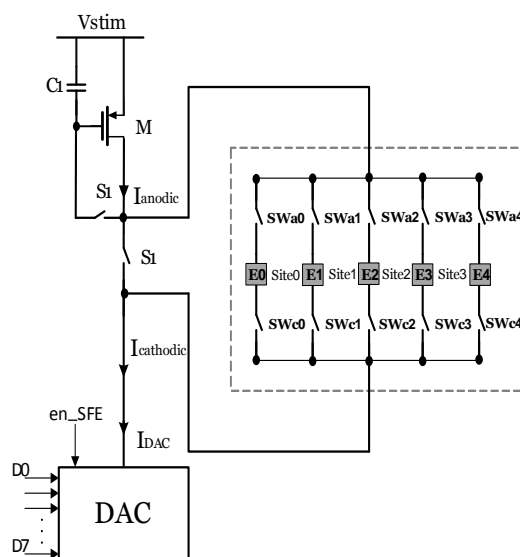 Vstim
C1
M
S1
Ianodic
SWa0 SWa1 SWa2 SWa3 SWa4
S1
E0 Site0 E1 Site1 E2 Site2 E3 Site3 E4
SWc0 SWc1 SWc2 SWc3 SWc4
Icathodic
en_SFE
IDAC
D0
DAC
D7